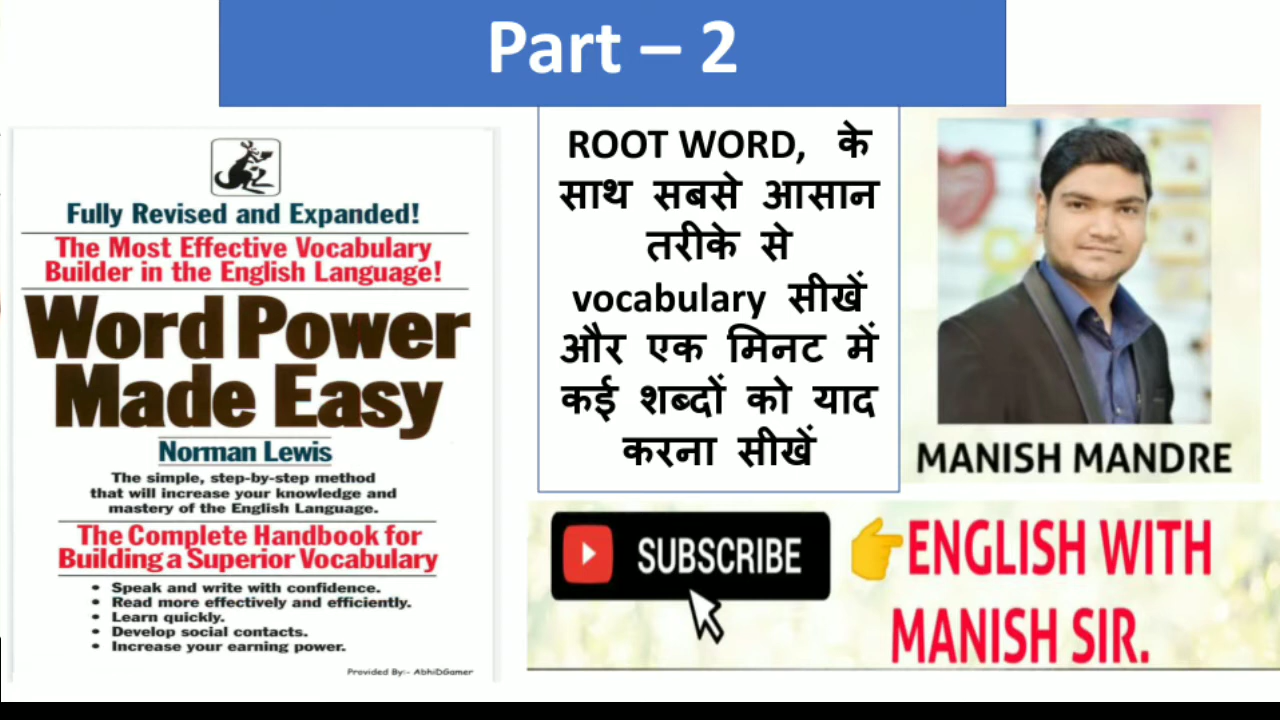 Part – 2
Fully Revised and Expanded!
The Most Effective Vocabulary
Builder in the English Language!
Word Power
Made Easy
Norman Lewis
The simple, step-by-step method
that will increase your knowledge and
mastery of the English Language.
The Complete Handbook for
Building a Superior Vocabulary
• Speak and write with confidence.
• Read more effectively and efficiently.
• Learn quickly.
• Develop social contacts.
• Increase your earning power.
Provided By:- AbhiDGamer
ROOT WORD, के
साथ सबसे आसान
तरीके से
vocabulary सीखें
और एक मिनट में
कई शब्दों को याद
करना सीखें
MANISH MANDRE
SUBSCRIBE
ENGLISH WITH
MANISH SIR.